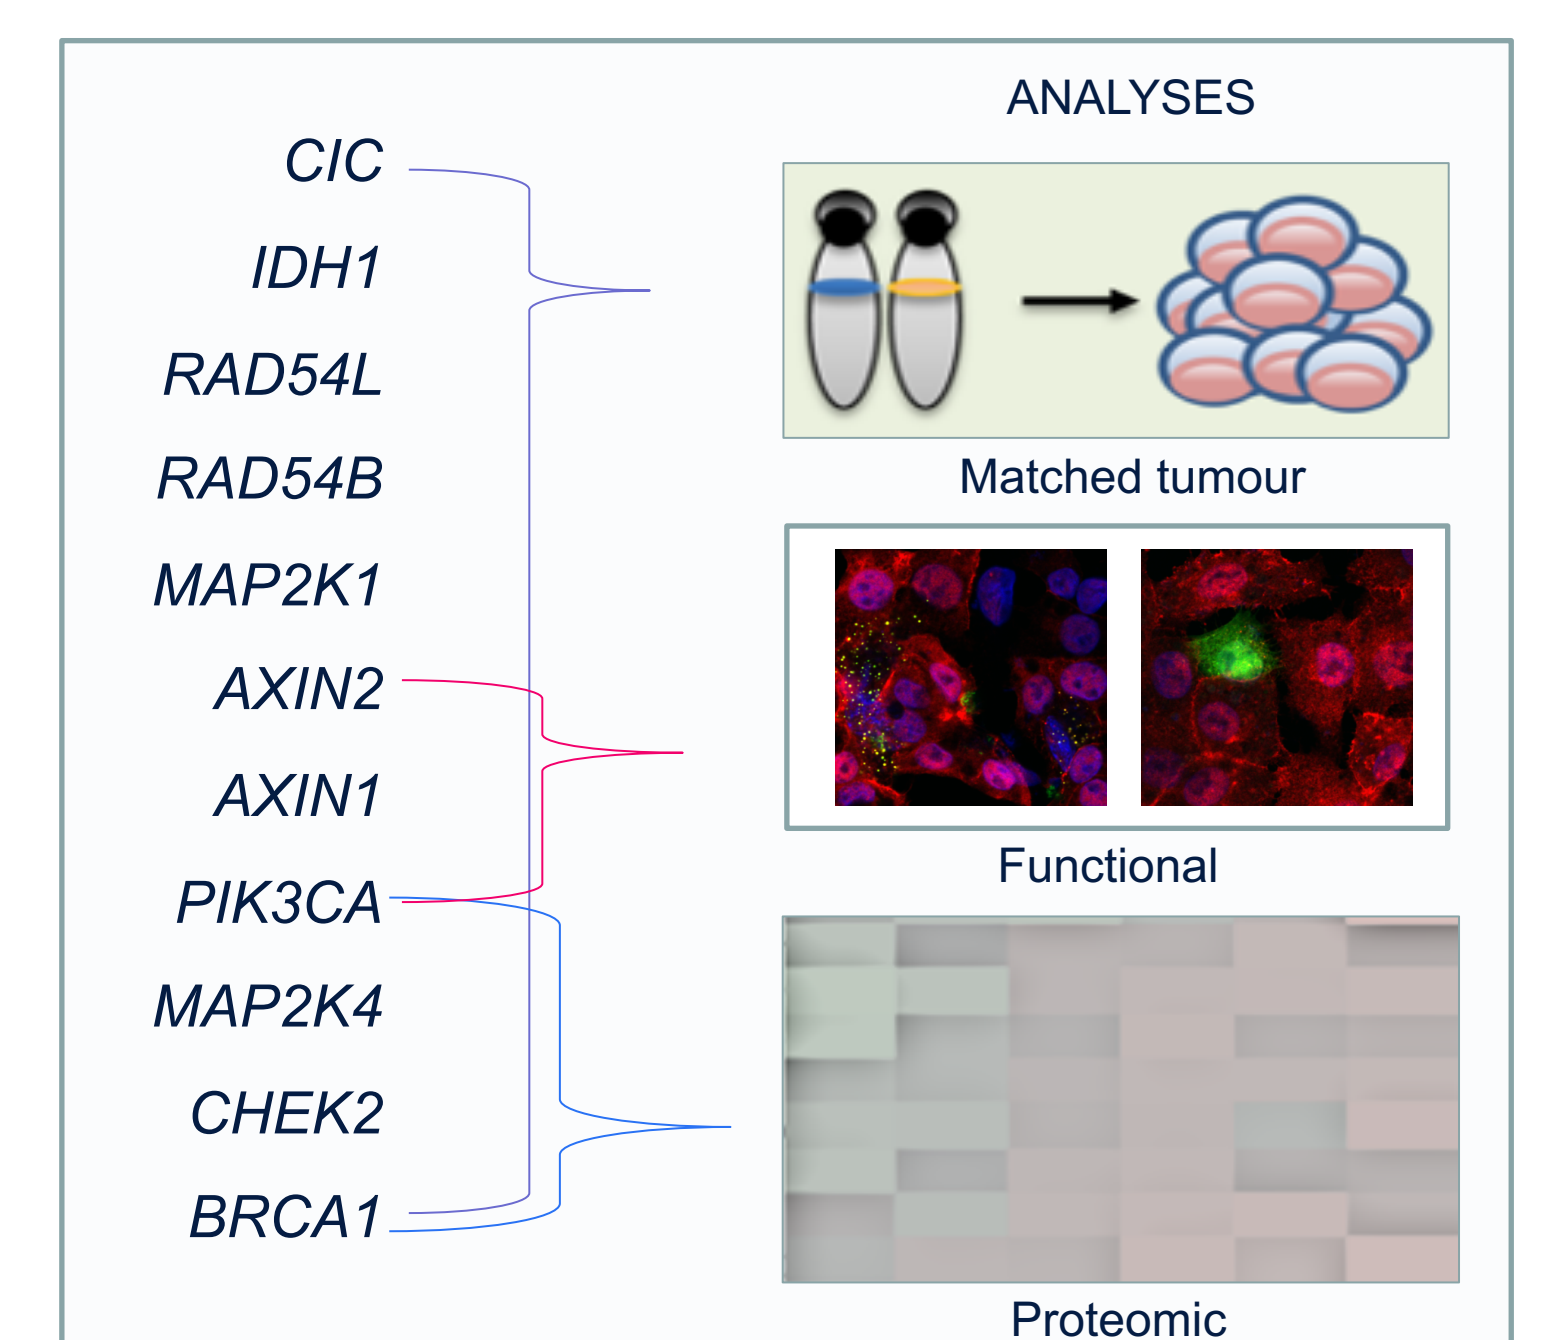 ANALYSES
CIC
IDH1
RAD54L
RAD54B
MAP2K1
AXIN2
AXIN1
PIK3CA
MAP2K4
CHEK2
BRCA1
Matched tumour
Functional
Proteomic